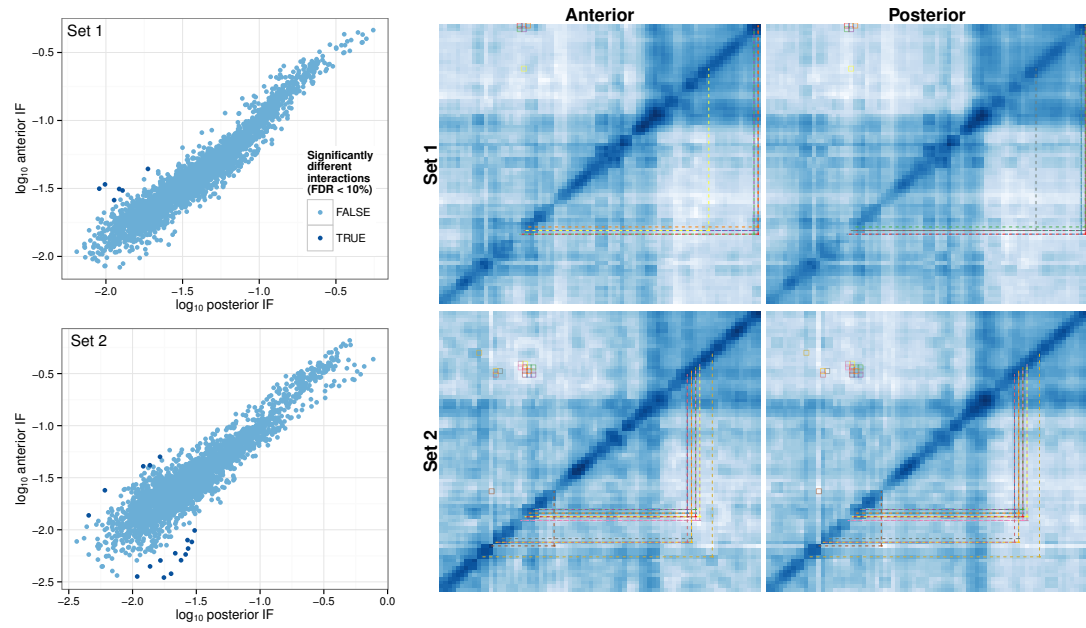 Set 1
−0.5
−1.0
−1.5
−2.0
log10 anterior IF
−2.0 −1.5 −1.0 −0.5
log10 posterior IF
Significantly
different
interactions
(FDR < 10%)
FALSE
TRUE
Set 2
−0.5
−1.0
−1.5
−2.0
−2.5
log10 anterior IF
−2.5 −2.0 −1.5 −1.0 −0.5 0.0
log10 posterior IF
Anterior Posterior
Set 1
Set 2